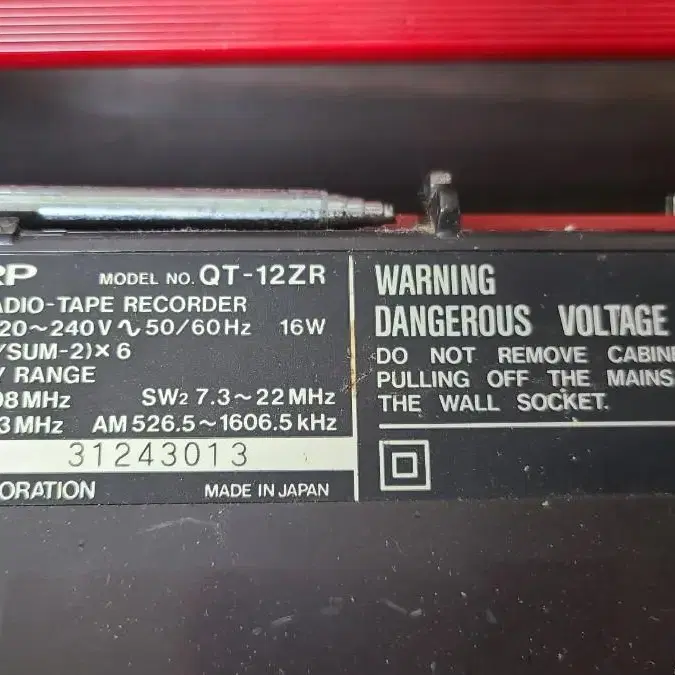 RP MODEL NO. QT-12ZR
ADIO-TAPE RECORDER
20~240V ∿ 50/60Hz 16W
/SUM-2)×6
Y RANGE
98MHz SW2 7.3~22MHz
3MHz AM 526.5~1606.5kHz
31243013
ORATION MADE IN JAPAN
WARNING
DANGEROUS VOLTAGE
DO NOT REMOVE CABINE
PULLING OFF THE MAINS
THE WALL SOCKET.